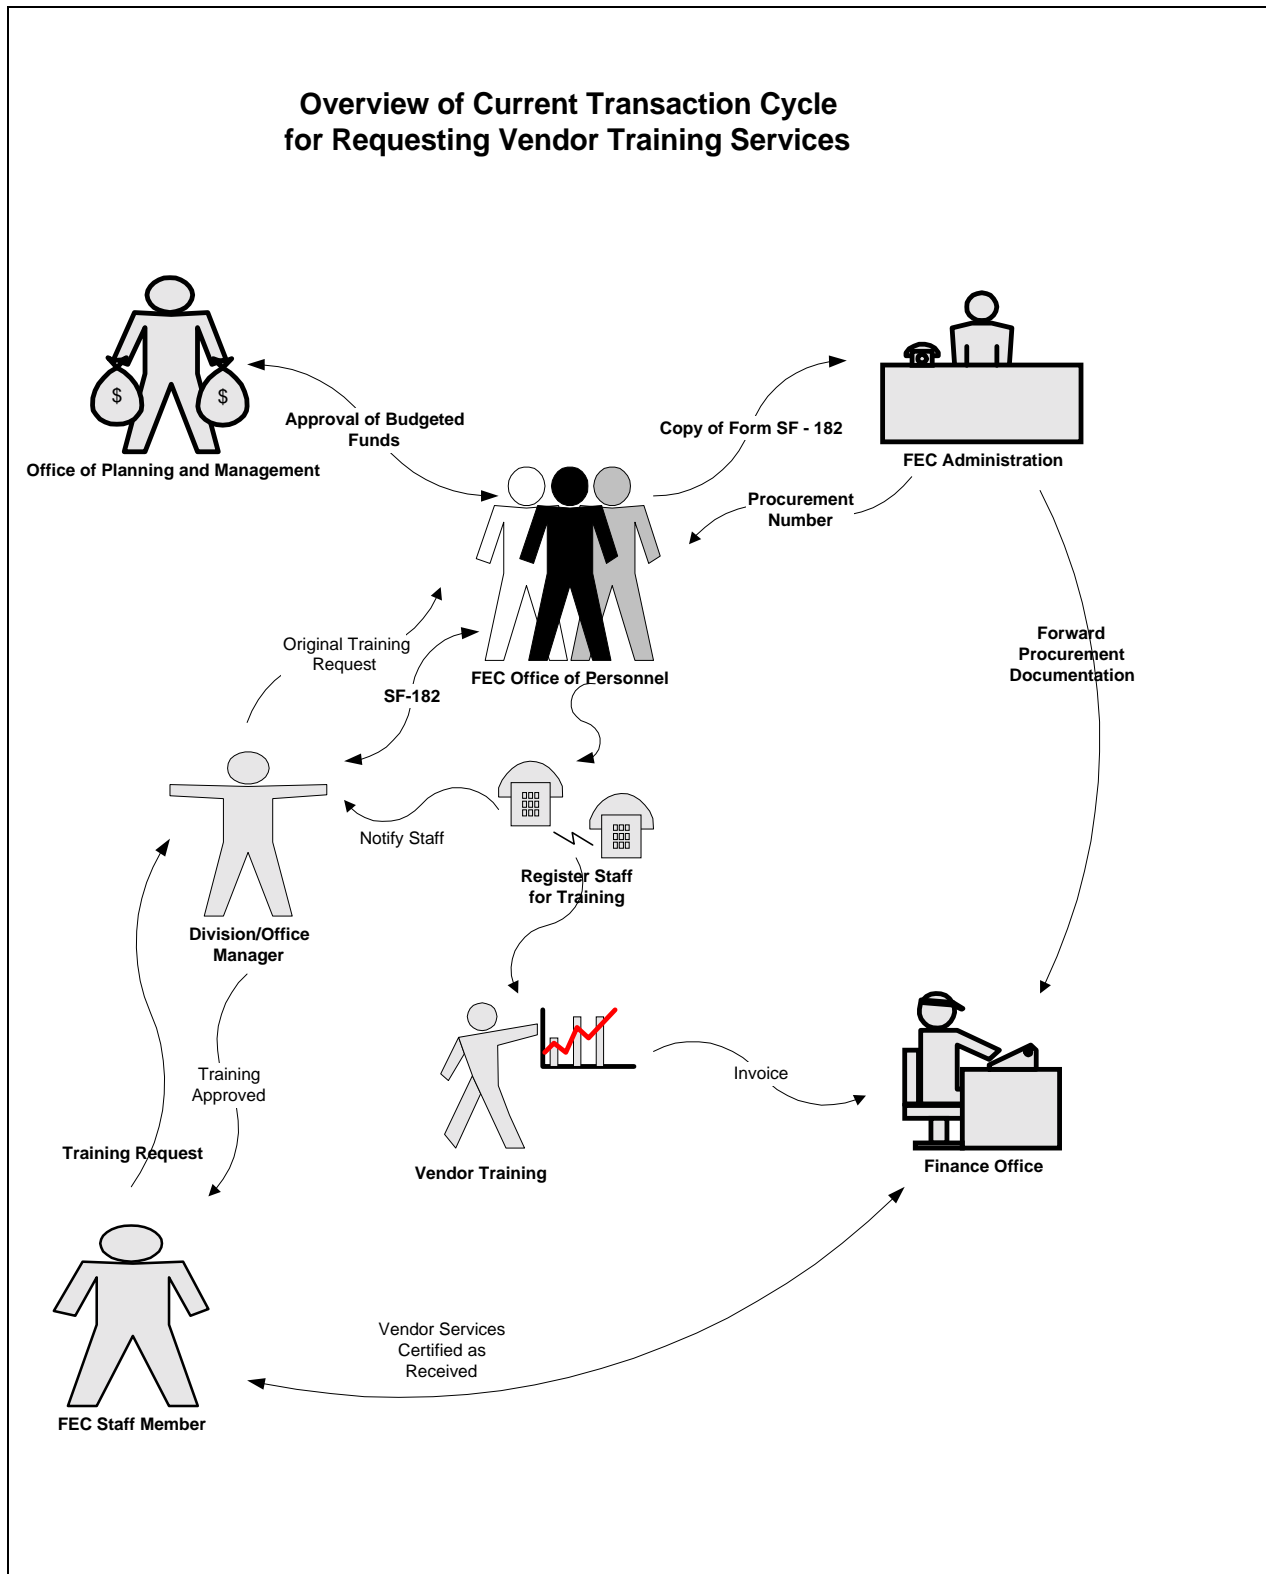 Overview of Current Transaction Cycle
for Requesting Vendor Training Services
$
$
Office of Planning and Management
Approval of Budgeted
Funds
Copy of Form SF - 182
FEC Administration
Procurement
Number
FEC Office of Personnel
Original Training
Request
SF-182
Forward
Procurement
Documentation
Notify Staff
Register Staff
for Training
Division/Office
Manager
Training
Approved
Training Request
Vendor Training
Invoice
Finance Office
Vendor Services
Certified as
Received
FEC Staff Member